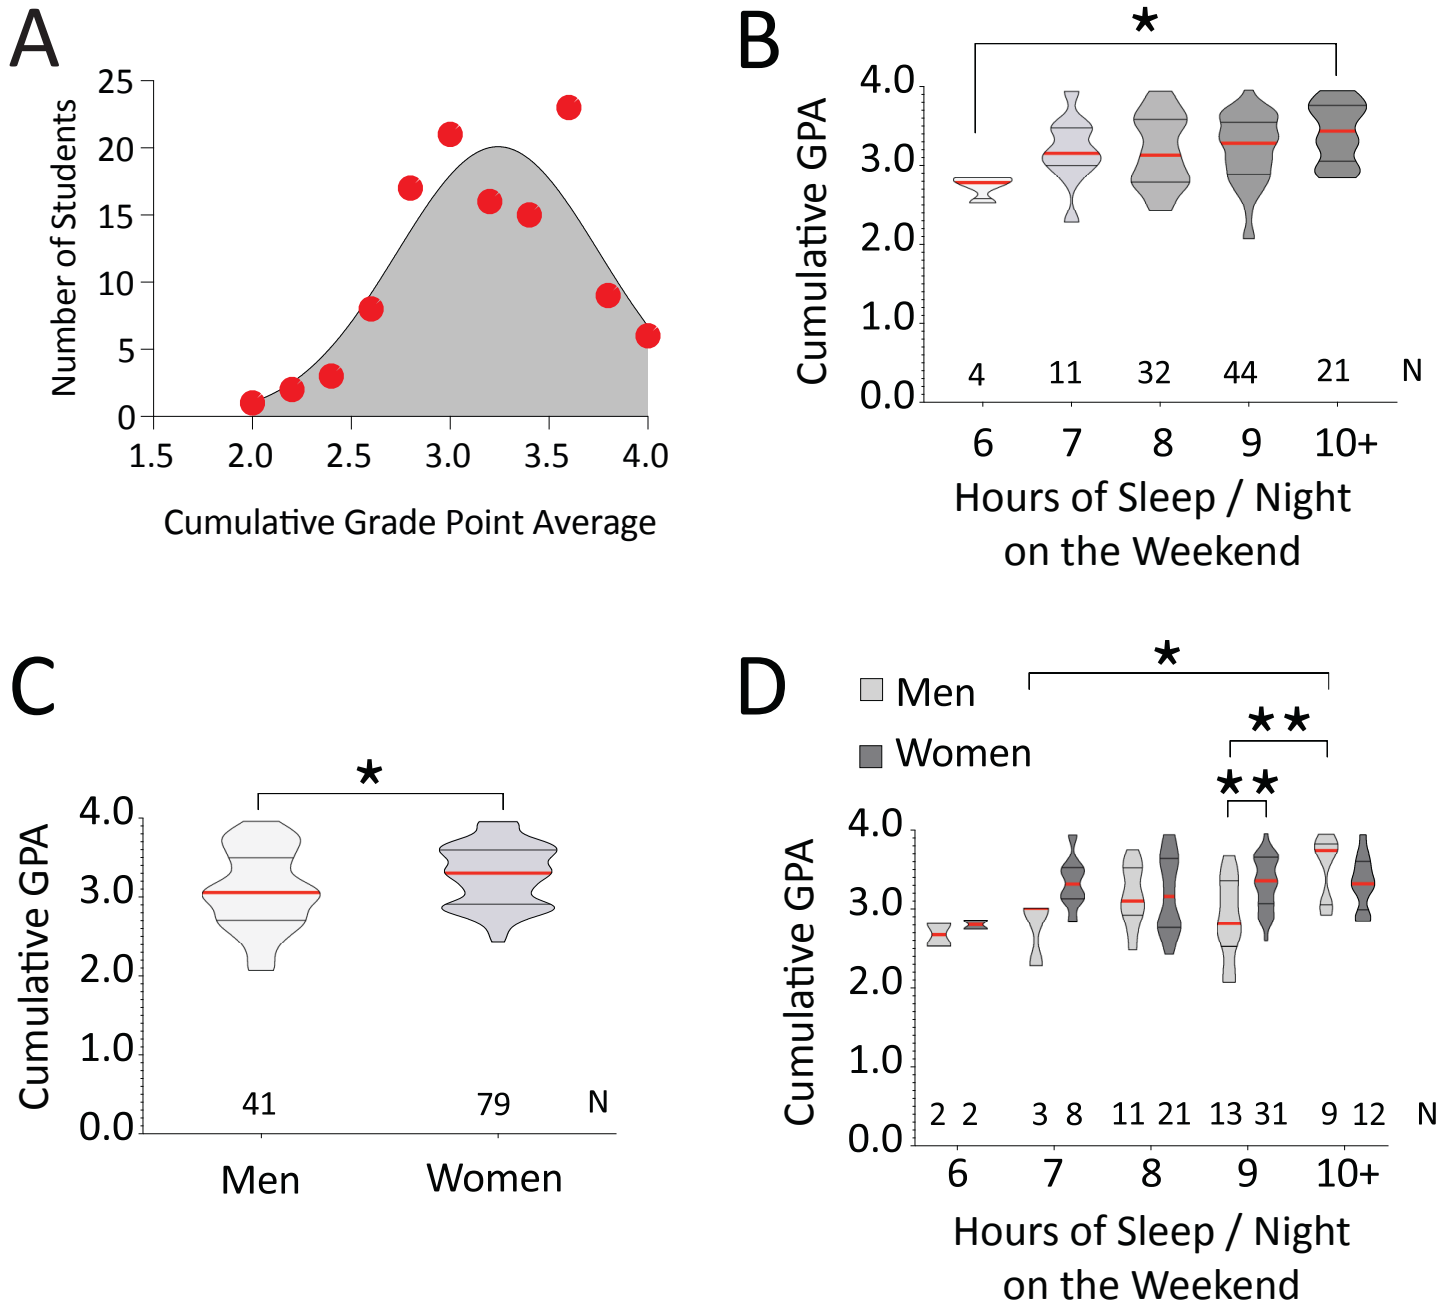 A
25
20
15
10
5
0
Number of Students
1.5 2.0 2.5 3.0 3.5 4.0
Cumulative Grade Point Average
B
*
4.0
3.0
2.0
1.0
0.0
Cumulative GPA
4 11 32 44 21 N
6 7 8 9 10+
Hours of Sleep / Night
on the Weekend
C
*
4.0
3.0
2.0
1.0
0.0
Cumulative GPA
41 79 N
Men Women
D
Men
Women
*
* *
* *
4.0
3.0
2.0
1.0
0.0
Cumulative GPA
2 2 3 8 11 21 13 31 9 12 N
6 7 8 9 10+
Hours of Sleep / Night
on the Weekend